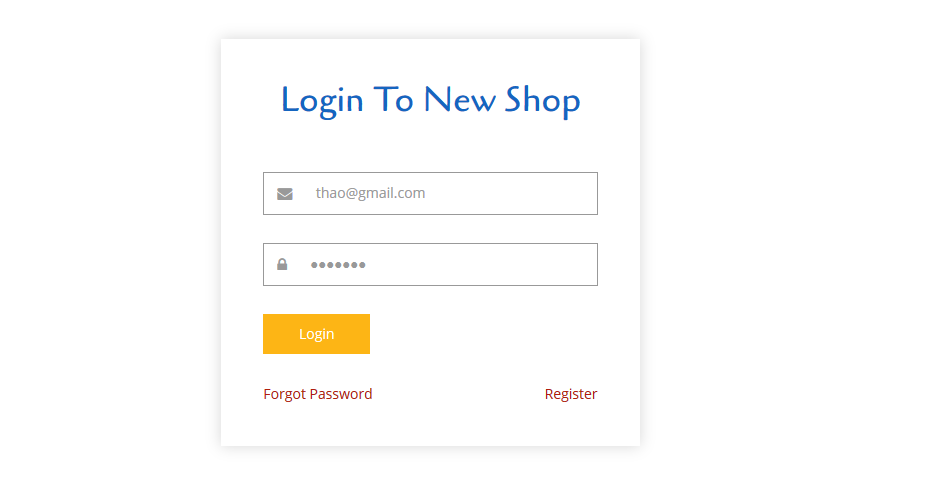 Login To New Shop
thao@gmail.com
•••••••
Login
Forgot Password
Register